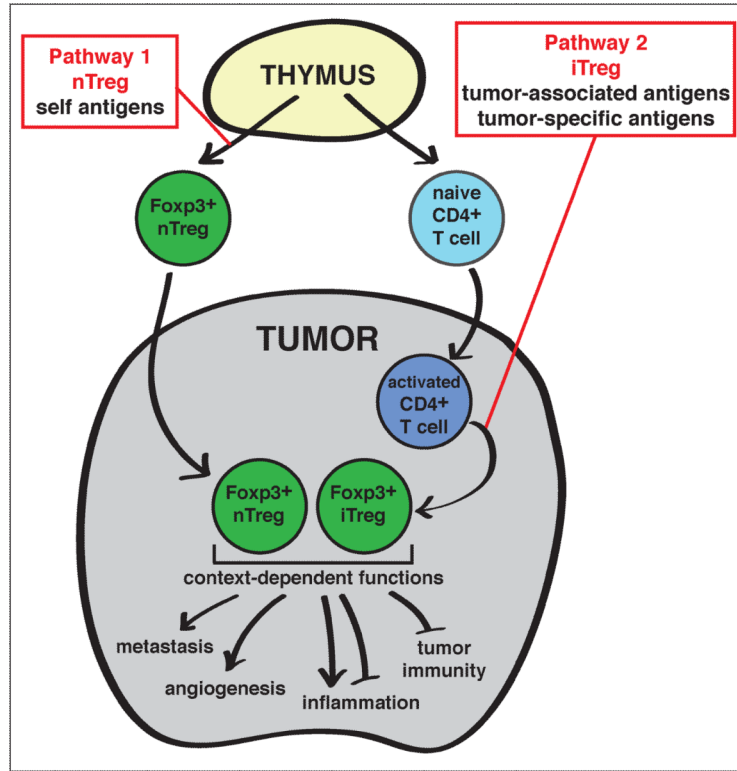 Pathway 1
nTreg
self antigens
THYMUS
Pathway 2
iTreg
tumor-associated antigens
tumor-specific antigens
Foxp3+
nTreg
naive
CD4+
T cell
TUMOR
activated
CD4+
T cell
Foxp3+
nTreg
Foxp3+
iTreg
context-dependent functions
metastasis
angiogenesis
inflammation
tumor
immunity